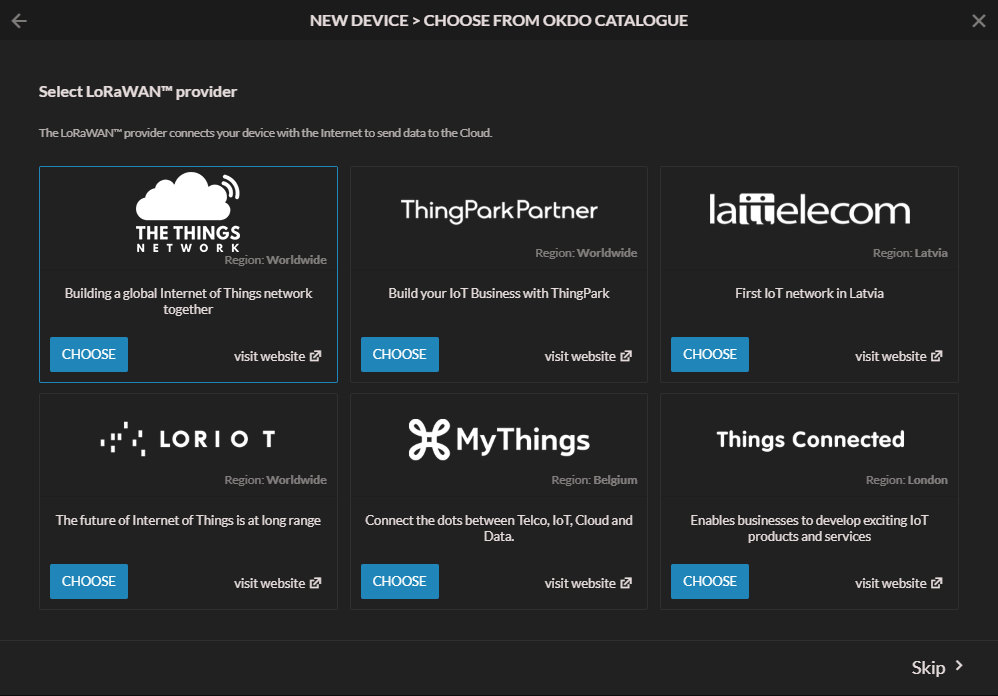 NEW DEVICE > CHOOSE FROM OKDO CATALOGUE
Select LoRaWAN™ provider
The LoRaWAN™ provider connects your device with the Internet to send data to the Cloud.
THE THINGS
NETWORK
Region: Worldwide
Building a global Internet of Things network
together
CHOOSE
visit website
ThingPark Partner
Region: Worldwide
Build your IoT Business with ThingPark
CHOOSE
visit website
lattelecom
Region: Latvia
First IoT network in Latvia
CHOOSE
visit website
LORIOT
Region: Worldwide
The future of Internet of Things is at long range
CHOOSE
visit website
MyThings
Region: Belgium
Connect the dots between Telco, IoT, Cloud and
Data.
CHOOSE
visit website
Things Connected
Region: London
Enables businesses to develop exciting IoT
products and services
CHOOSE
visit website
Skip